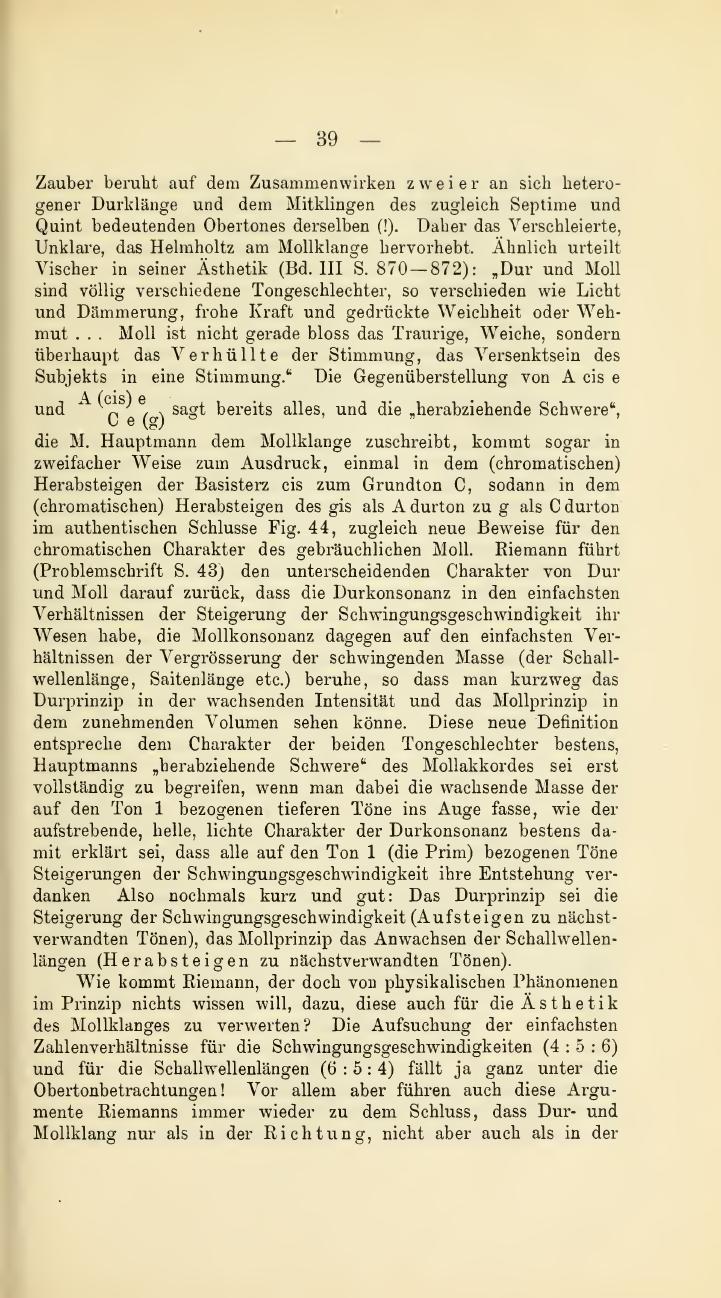 — 39 —
Zauber beruht auf dem Zusammenwirken zweier an sich hetero-
gener Durklänge und dem Mitklingen des zugleich Septime und
Quint bedeutenden Obertones derselben (!). Daher das Verschleierte,
Unklare, das Helmholtz am Mollklange hervorhebt. Ähnlich urteilt
Vischer in seiner Ästhetik (Bd. III S. 870—872): „Dur und Moll
sind völlig verschiedene Tongeschlechter, so verschieden wie Licht
und Dämmerung, frohe Kraft und gedrückte Weichheit oder Weh-
mut . . . Moll ist nicht gerade bloss das Traurige, Weiche, sondern
überhaupt das Verhüllte der Stimmung, das Versenktsein des
Subjekts in eine Stimmung.“ Die Gegenüberstellung von A cis e
und A (cis) e
C e (g) sagt bereits alles, und die „herabziehende Schwere“,
die M. Hauptmann dem Mollklange zuschreibt, kommt sogar in
zweifacher Weise zum Ausdruck, einmal in dem (chromatischen)
Herabsteigen der Basisterz cis zum Grundton C, sodann in dem
(chromatischen) Herabsteigen des gis als A durton zu g als C durton
im authentischen Schlusse Fig. 44, zugleich neue Beweise für den
chromatischen Charakter des gebräuchlichen Moll. Riemann führt
(Problemschrift S. 43) den unterscheidenden Charakter von Dur
und Moll darauf zurück, dass die Durkonsonanz in den einfachsten
Verhältnissen der Steigerung der Schwingungsgeschwindigkeit ihr
Wesen habe, die Mollkonsonanz dagegen auf den einfachsten Ver-
hältnissen der Vergrösserung der schwingenden Masse (der Schall-
wellenlänge, Saitenlänge etc.) beruhe, so dass man kurzweg das
Durprinzip in der wachsenden Intensität und das Mollprinzip in
dem zunehmenden Volumen sehen könne. Diese neue Definition
entspreche dem Charakter der beiden Tongeschlechter bestens,
Hauptmanns „herabziehende Schwere“ des Mollakkordes sei erst
vollständig zu begreifen, wenn man dabei die wachsende Masse der
auf den Ton 1 bezogenen tieferen Töne ins Auge fasse, wie der
aufstrebende, helle, lichte Charakter der Durkonsonanz bestens da-
mit erklärt sei, dass alle auf den Ton 1 (die Prim) bezogenen Töne
Steigerungen der Schwingungsgeschwindigkeit ihre Entstehung ver-
danken Also nochmals kurz und gut: Das Durprinzip sei die
Steigerung der Schwingungsgeschwindigkeit (Aufsteigen zu nächst-
verwandten Tönen), das Mollprinzip das Anwachsen der Schallwellen-
längen (Herabsteigen zu nächstverwandten Tönen).
Wie kommt Riemann, der doch von physikalischen Phänomenen
im Prinzip nichts wissen will, dazu, diese auch für die Ästhetik
des Mollklanges zu verwerten? Die Aufsuchung der einfachsten
Zahlenverhältnisse für die Schwingungsgeschwindigkeiten (4 : 5 : 6)
und für die Schallwellenlängen (6 : 5 : 4) fällt ja ganz unter die
Obertonbetrachtungen! Vor allem aber führen auch diese Argu-
mente Riemanns immer wieder zu dem Schluss, dass Dur- und
Mollklang nur als in der Richtung, nicht aber auch als in der